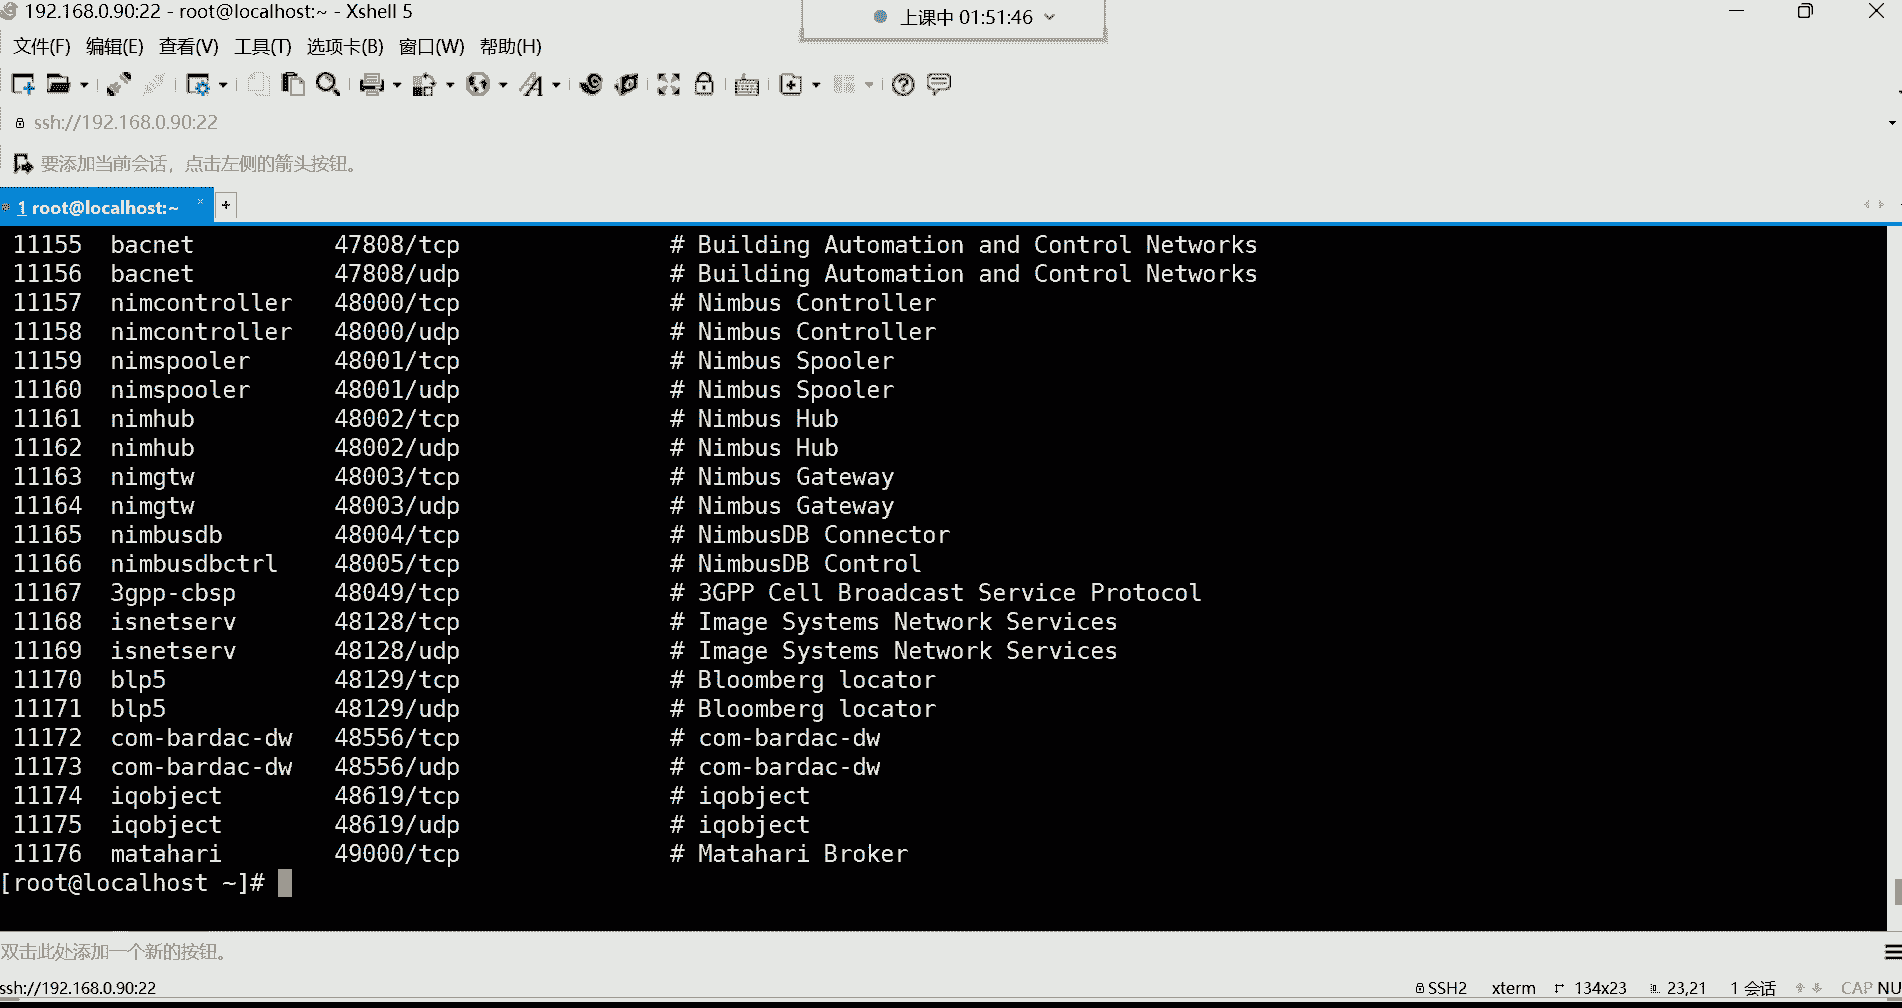 192.168.0.90:22 - root@localhost:~ - Xshell 5
上课中 01:51:46
文件(F) 编辑(E) 查看(V) 工具(T) 选项卡(B) 窗口(W) 帮助(H)
ssh://192.168.0.90:22
要添加当前会话，点击左侧的箭头按钮。
1 root@localhost:~
11155 bacnet 47808/tcp # Building Automation and Control Networks
11156 bacnet 47808/udp # Building Automation and Control Networks
11157 nimcontroller 48000/tcp # Nimbus Controller
11158 nimcontroller 48000/udp # Nimbus Controller
11159 nimspooler 48001/tcp # Nimbus Spooler
11160 nimspooler 48001/udp # Nimbus Spooler
11161 nimhub 48002/tcp # Nimbus Hub
11162 nimhub 48002/udp # Nimbus Hub
11163 nimgtw 48003/tcp # Nimbus Gateway
11164 nimgtw 48003/udp # Nimbus Gateway
11165 nimbusdb 48004/tcp # NimbusDB Connector
11166 nimbusdbctrl 48005/tcp # NimbusDB Control
11167 3gpp-cbsp 48049/tcp # 3GPP Cell Broadcast Service Protocol
11168 isnetserv 48128/tcp # Image Systems Network Services
11169 isnetserv 48128/udp # Image Systems Network Services
11170 blp5 48129/tcp # Bloomberg locator
11171 blp5 48129/udp # Bloomberg locator
11172 com-bardac-dw 48556/tcp # com-bardac-dw
11173 com-bardac-dw 48556/udp # com-bardac-dw
11174 iqobject 48619/tcp # iqobject
11175 iqobject 48619/udp # iqobject
11176 matahari 49000/tcp # Matahari Broker
[root@localhost ~]#
双击此处添加一个新的按钮。
ssh://192.168.0.90:22 SSH2 xterm 134x23 23,21 1 会话 CAP NU